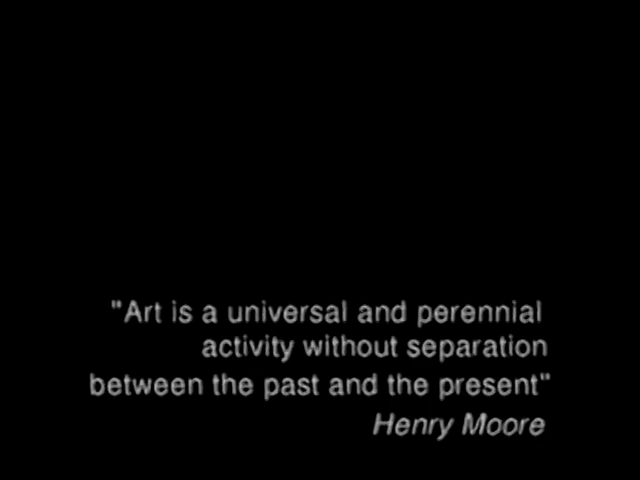 "Art is a universal and perennial
activity without separation
between the past and the present"
Henry Moore